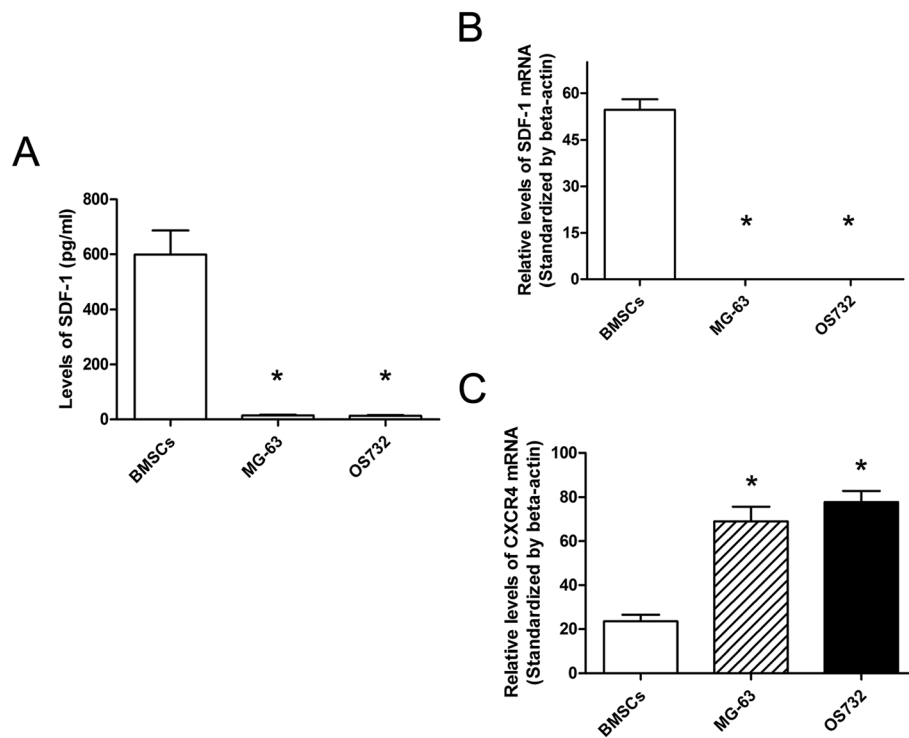 A
Levels of SDF-1 (pg/ml)
800
600
400
200
0
*
*
BMSCs
MG-63
OS732
B
Relative levels of SDF-1 mRNA
(Standardized by beta-actin)
60
45
30
15
0
*
*
BMSCs
MG-63
OS732
C
Relative levels of CXCR4 mRNA
(Standardized by beta-actin)
100
80
60
40
20
0
*
*
BMSCs
MG-63
OS732